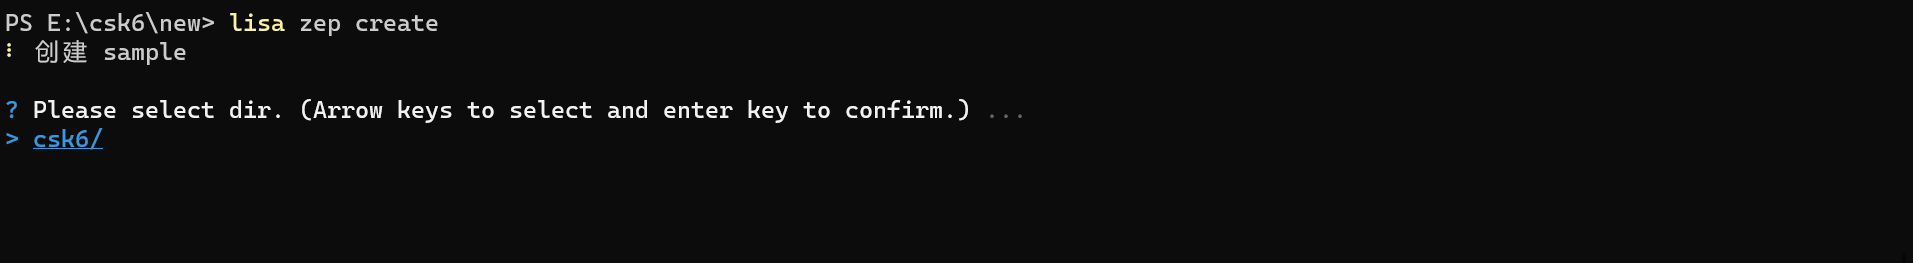 PS E:\csk6\new> lisa zep create
⠸ 创建 sample
? Please select dir. (Arrow keys to select and enter key to confirm.) ...
> csk6/